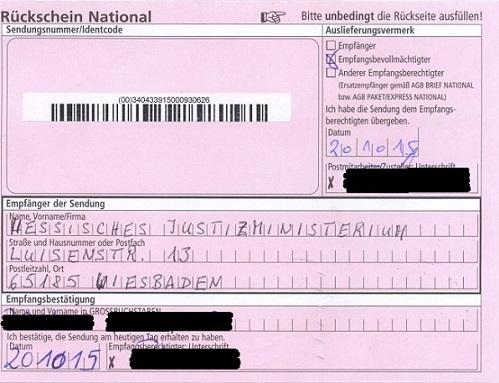 Rückschein National
Bitte unbedingt die Rückseite ausfüllen!
Sendungsnummer/Identcode
(00)340433915000930626
Auslieferungsvermerk
Empfänger
Empfangsbevollmächtigter
Anderer Empfangsberechtigter
(Ersatzempfänger gemäß AGB BRIEF NATIONAL
bzw. AGB PAKET/EXPRESS NATIONAL)
Ich habe die Sendung dem Empfangs-
berechtigten übergeben.
Datum
20 10 15
Postmitarbeiter/Zusteller: Unterschrift
X
Empfänger der Sendung
Name, Vorname/Firma
HESSISCHES JUSTIZMINISTERIUM
Straße und Hausnummer oder Postfach
LUISENSTR. 13
Postleitzahl, Ort
65185 WIESBADEN
Empfangsbestätigung
Name und Vorname in GROSSBUCHSTABEN
Ich bestätige, die Sendung am heutigen Tag erhalten zu haben.
Datum
Empfangsberechtigter: Unterschrift
201015
X